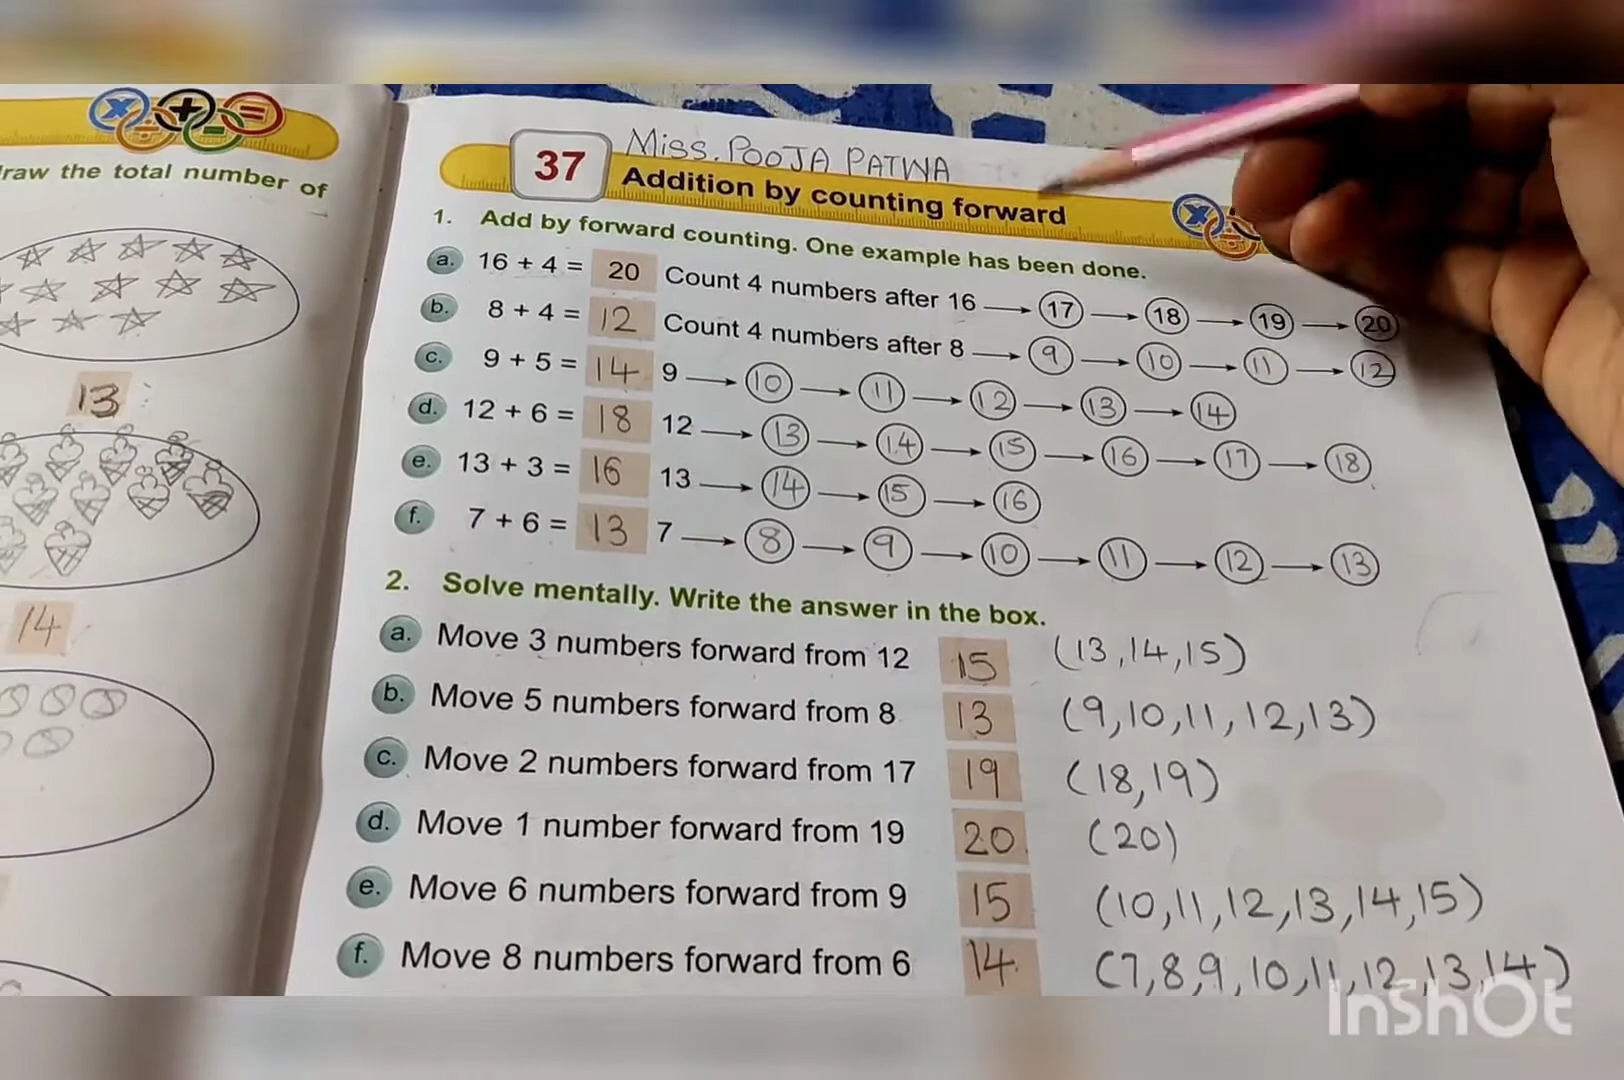 raw the total number of
13
14
Miss. POOJA PATWA
37 Addition by counting forward
1. Add by forward counting. One example has been done.
a. 16 + 4 = 20 Count 4 numbers after 16 17 18 19 20
b. 8 + 4 = 12 Count 4 numbers after 8 9 10 11 12
c. 9 + 5 = 14 9 10 11 12 13 14
d. 12 + 6 = 18 12 13 14 15 16 17 18
e. 13 + 3 = 16 13 14 15 16
f. 7 + 6 = 13 7 8 9 10 11 12 13
2. Solve mentally. Write the answer in the box.
a. Move 3 numbers forward from 12 15 (13,14,15)
b. Move 5 numbers forward from 8 13 (9,10,11,12,13)
c. Move 2 numbers forward from 17 19 (18,19)
d. Move 1 number forward from 19 20 (20)
e. Move 6 numbers forward from 9 15 (10,11,12,13,14,15)
f. Move 8 numbers forward from 6 14 (7,8,9,10,11,12,13,14)
InShOt